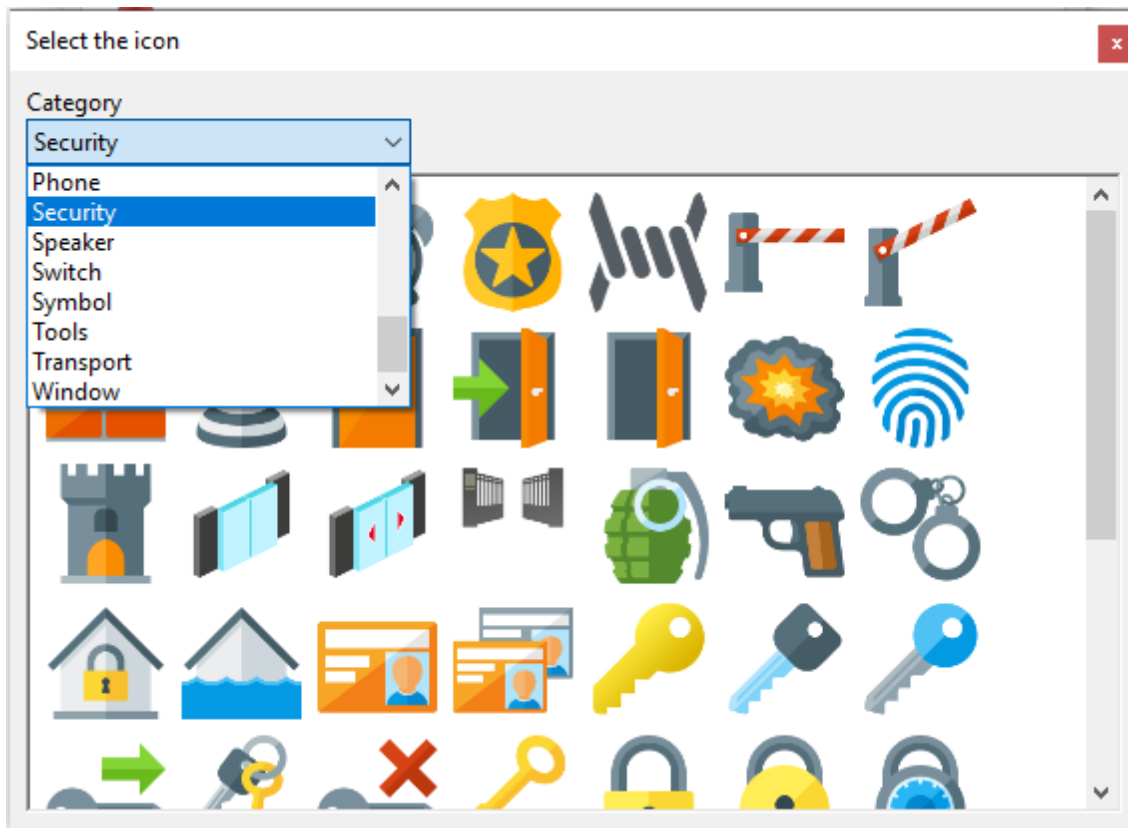 Select the icon
x
Category
Security
Phone
Security
Speaker
Switch
Symbol
Tools
Transport
Window